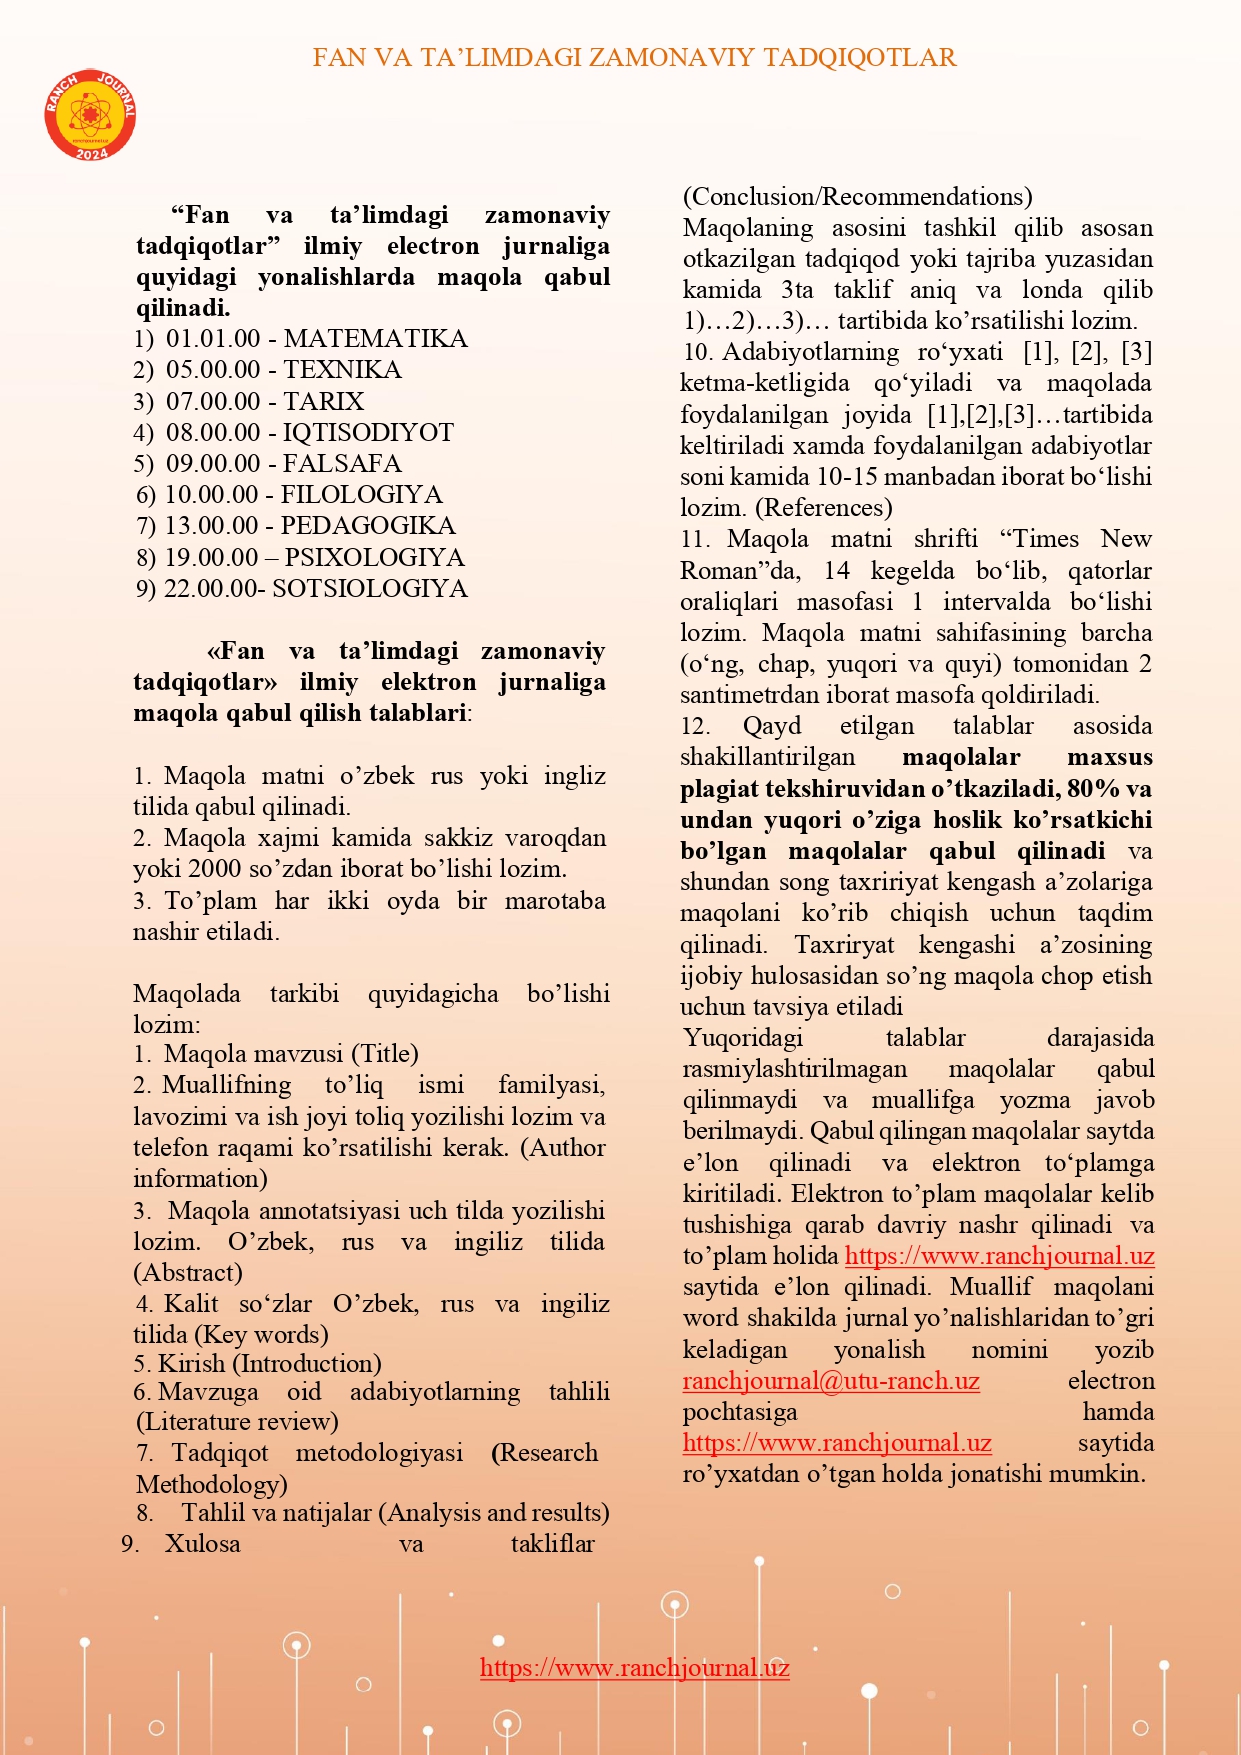 FAN VA TA’LIMDAGI ZAMONAVIY TADQIQOTLAR
RANCH JOURNAL
2024
“Fan va ta’limdagi zamonaviy
tadqiqotlar” ilmiy electron jurnaliga
quyidagi yonalishlarda maqola qabul
qilinadi.
1) 01.01.00 - MATEMATIKA
2) 05.00.00 - TEXNIKA
3) 07.00.00 - TARIX
4) 08.00.00 - IQTISODIYOT
5) 09.00.00 - FALSAFA
6) 10.00.00 - FILOLOGIYA
7) 13.00.00 - PEDAGOGIKA
8) 19.00.00 – PSIXOLOGIYA
9) 22.00.00- SOTSIOLOGIYA
«Fan va ta’limdagi zamonaviy
tadqiqotlar» ilmiy elektron jurnaliga
maqola qabul qilish talablari:
1. Maqola matni o’zbek rus yoki ingliz
tilida qabul qilinadi.
2. Maqola xajmi kamida sakkiz varoqdan
yoki 2000 so’zdan iborat bo’lishi lozim.
3. To’plam har ikki oyda bir marotaba
nashir etiladi.
Maqolada tarkibi quyidagicha bo’lishi
lozim:
1. Maqola mavzusi (Title)
2. Muallifning to’liq ismi familyasi,
lavozimi va ish joyi toliq yozilishi lozim va
telefon raqami ko’rsatilishi kerak. (Author
information)
3. Maqola annotatsiyasi uch tilda yozilishi
lozim. O’zbek, rus va ingiliz tilida
(Abstract)
4. Kalit so‘zlar O’zbek, rus va ingiliz
tilida (Key words)
5. Kirish (Introduction)
6. Mavzuga oid adabiyotlarning tahlili
(Literature review)
7. Tadqiqot metodologiyasi (Research
Methodology)
8. Tahlil va natijalar (Analysis and results)
9. Xulosa va takliflar
(Conclusion/Recommendations)
Maqolaning asosini tashkil qilib asosan
otkazilgan tadqiqod yoki tajriba yuzasidan
kamida 3ta taklif aniq va londa qilib
1)…2)…3)… tartibida ko’rsatilishi lozim.
10. Adabiyotlarning ro‘yxati [1], [2], [3]
ketma-ketligida qo‘yiladi va maqolada
foydalanilgan joyida [1],[2],[3]…tartibida
keltiriladi xamda foydalanilgan adabiyotlar
soni kamida 10-15 manbadan iborat bo‘lishi
lozim. (References)
11. Maqola matni shrifti “Times New
Roman”da, 14 kegelda bo‘lib, qatorlar
oraliqlari masofasi 1 intervalda bo‘lishi
lozim. Maqola matni sahifasining barcha
(o‘ng, chap, yuqori va quyi) tomonidan 2
santimetrdan iborat masofa qoldiriladi.
12. Qayd etilgan talablar asosida
shakillantirilgan maqolalar maxsus
plagiat tekshiruvidan o’tkaziladi, 80% va
undan yuqori o’ziga hoslik ko’rsatkichi
bo’lgan maqolalar qabul qilinadi va
shundan song taxririyat kengash a’zolariga
maqolani ko’rib chiqish uchun taqdim
qilinadi. Taxriryat kengashi a’zosining
ijobiy hulosasidan so’ng maqola chop etish
uchun tavsiya etiladi
Yuqoridagi talablar darajasida
rasmiylashtirilmagan maqolalar qabul
qilinmaydi va muallifga yozma javob
berilmaydi. Qabul qilingan maqolalar saytda
e’lon qilinadi va elektron to‘plamga
kiritiladi. Elektron to’plam maqolalar kelib
tushishiga qarab davriy nashr qilinadi va
to’plam holida https://www.ranchjournal.uz
saytida e’lon qilinadi. Muallif maqolani
word shakilda jurnal yo’nalishlaridan to’gri
keladigan yonalish nomini yozib
ranchjournal@utu-ranch.uz electron
pochtasiga hamda
https://www.ranchjournal.uz saytida
ro’yxatdan o’tgan holda jonatishi mumkin.
https://www.ranchjournal.uz